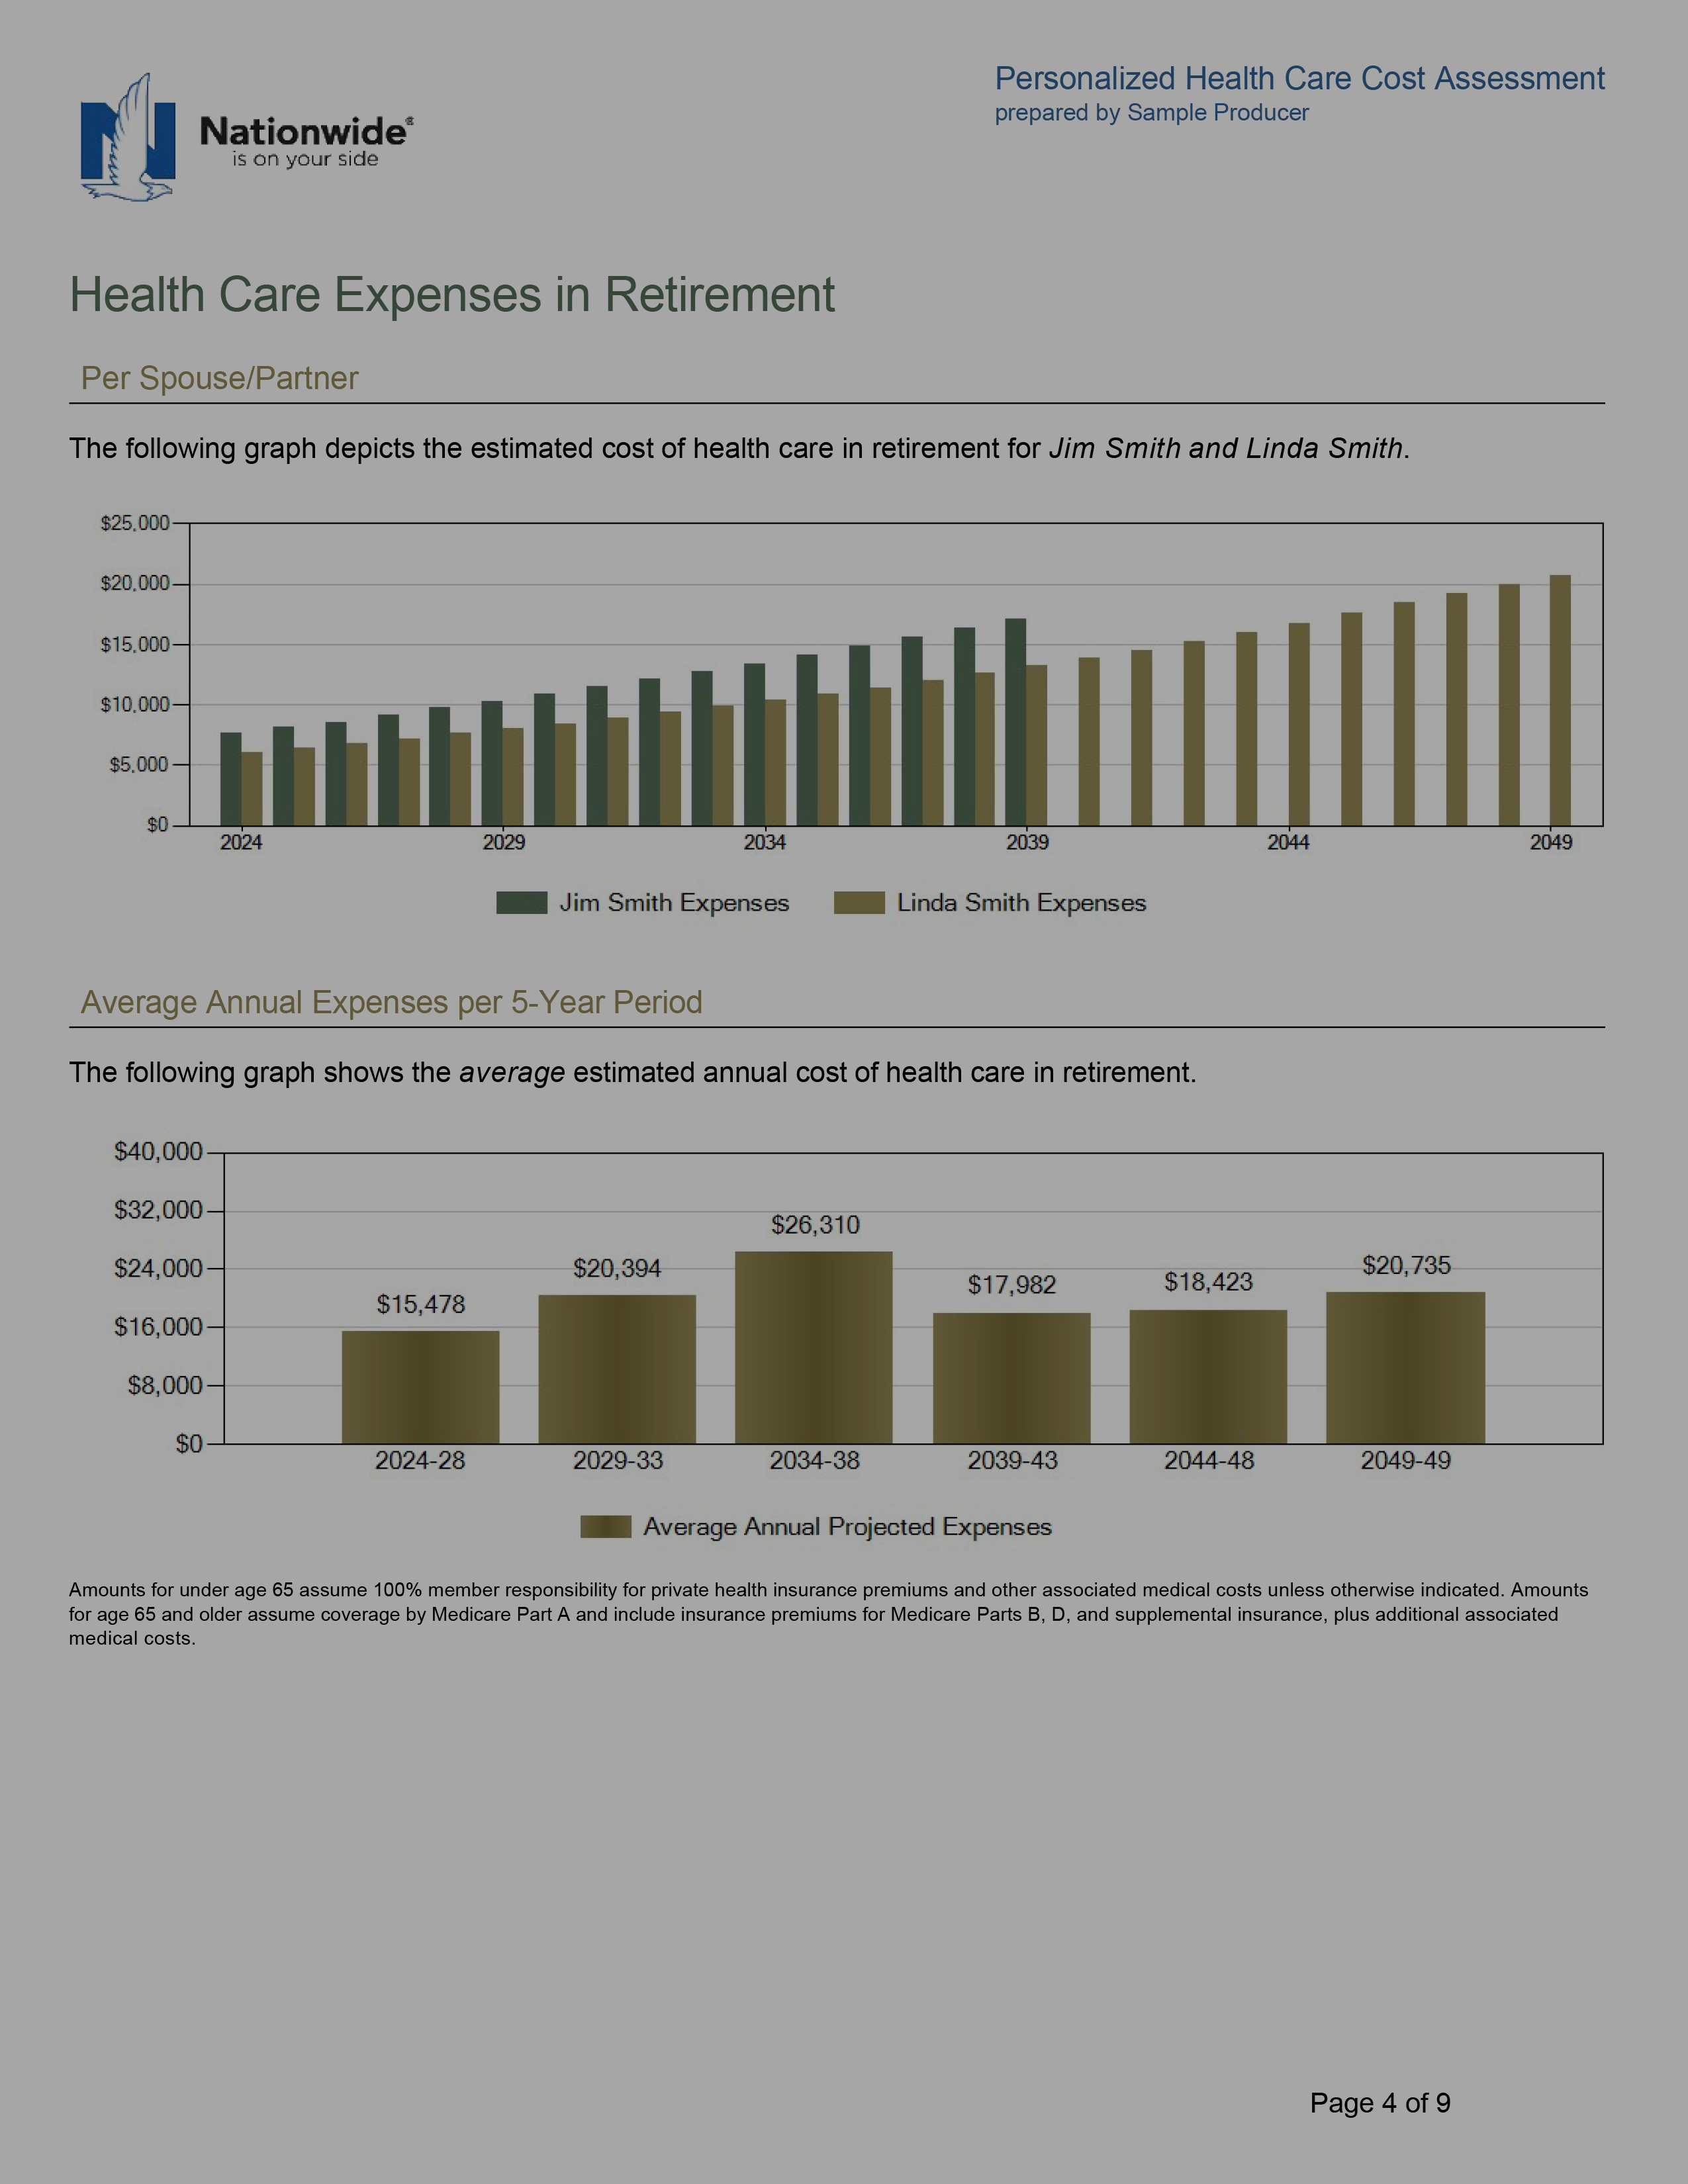 Personalized Health Care Cost Assessment
prepared by Sample Producer
Nationwide®
is on your side
Health Care Expenses in Retirement
Per Spouse/Partner
The following graph depicts the estimated cost of health care in retirement for Jim Smith and Linda Smith.
$25,000
$20,000
$15,000
$10,000
$5,000
$0
2024 2029 2034 2039 2044 2049
Jim Smith Expenses Linda Smith Expenses
Average Annual Expenses per 5-Year Period
The following graph shows the average estimated annual cost of health care in retirement.
$40,000
$32,000
$24,000
$16,000
$8,000
$0
$15,478 $20,394 $26,310 $17,982 $18,423 $20,735
2024-28 2029-33 2034-38 2039-43 2044-48 2049-49
Average Annual Projected Expenses
Amounts for under age 65 assume 100% member responsibility for private health insurance premiums and other associated medical costs unless otherwise indicated. Amounts
for age 65 and older assume coverage by Medicare Part A and include insurance premiums for Medicare Parts B, D, and supplemental insurance, plus additional associated
medical costs.
Page 4 of 9